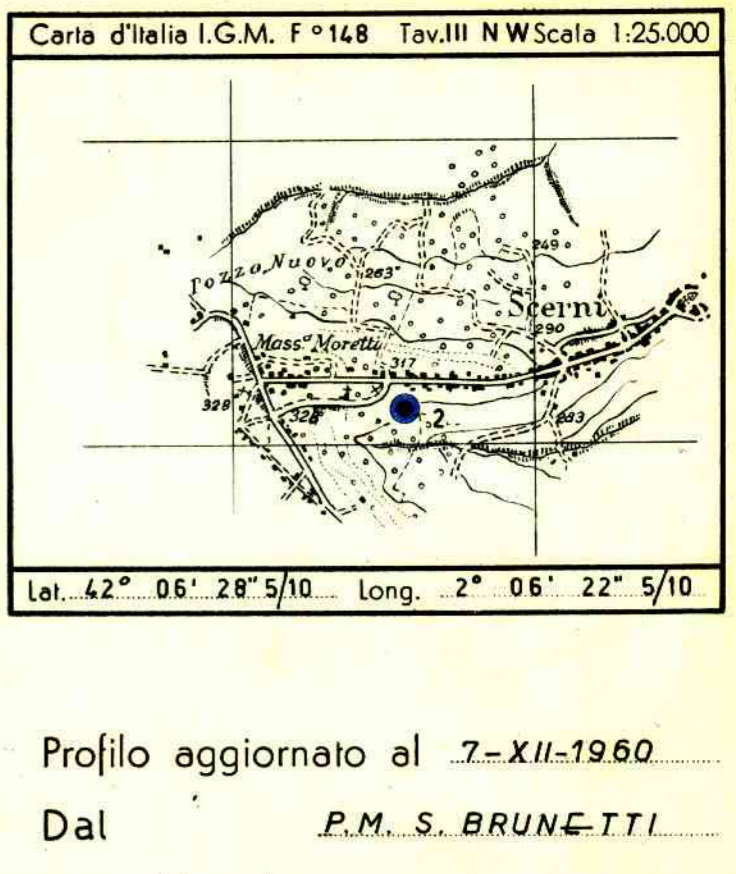 Carta d'Italia I.G.M. F° 148 Tav. III N W Scala 1:25.000
249
Pozzo Nuovo
263
Scerni
290
Mass.ᵃ Moretti
317
328
328
2
283
Lat. 42° 06' 28" 5/10 Long. 2° 06' 22" 5/10
Profilo aggiornato al 7-XII-1960
Dal P.M. S. BRUNETTI